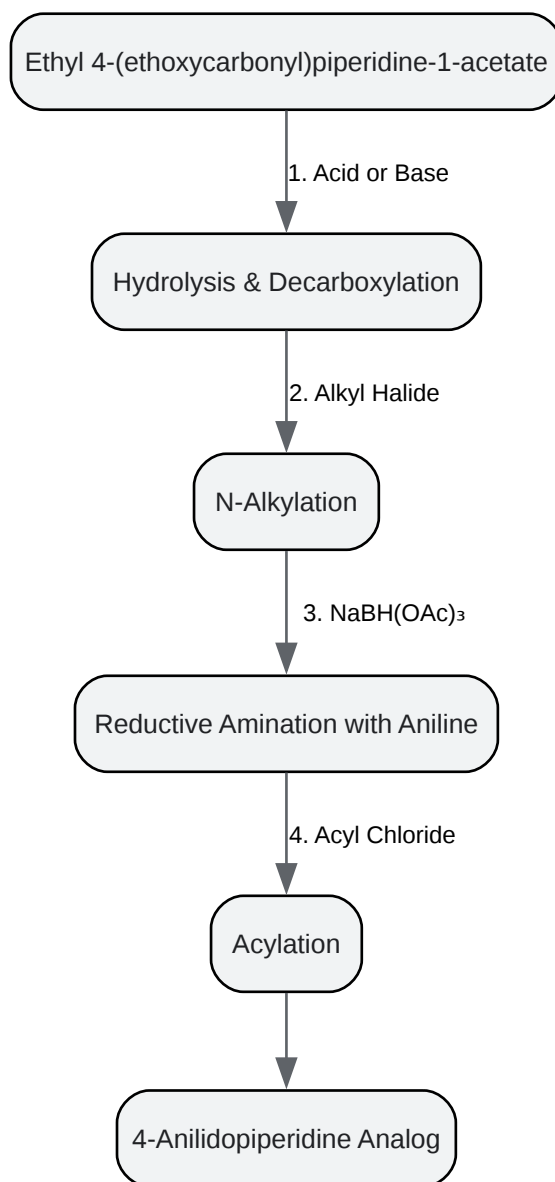 Ethyl 4-(ethoxycarbonyl)piperidine-1-acetate
1. Acid or Base
Hydrolysis & Decarboxylation
2. Alkyl Halide
N-Alkylation
3. NaBH(OAc)₃
Reductive Amination with Aniline
4. Acyl Chloride
Acylation
4-Anilidopiperidine Analog